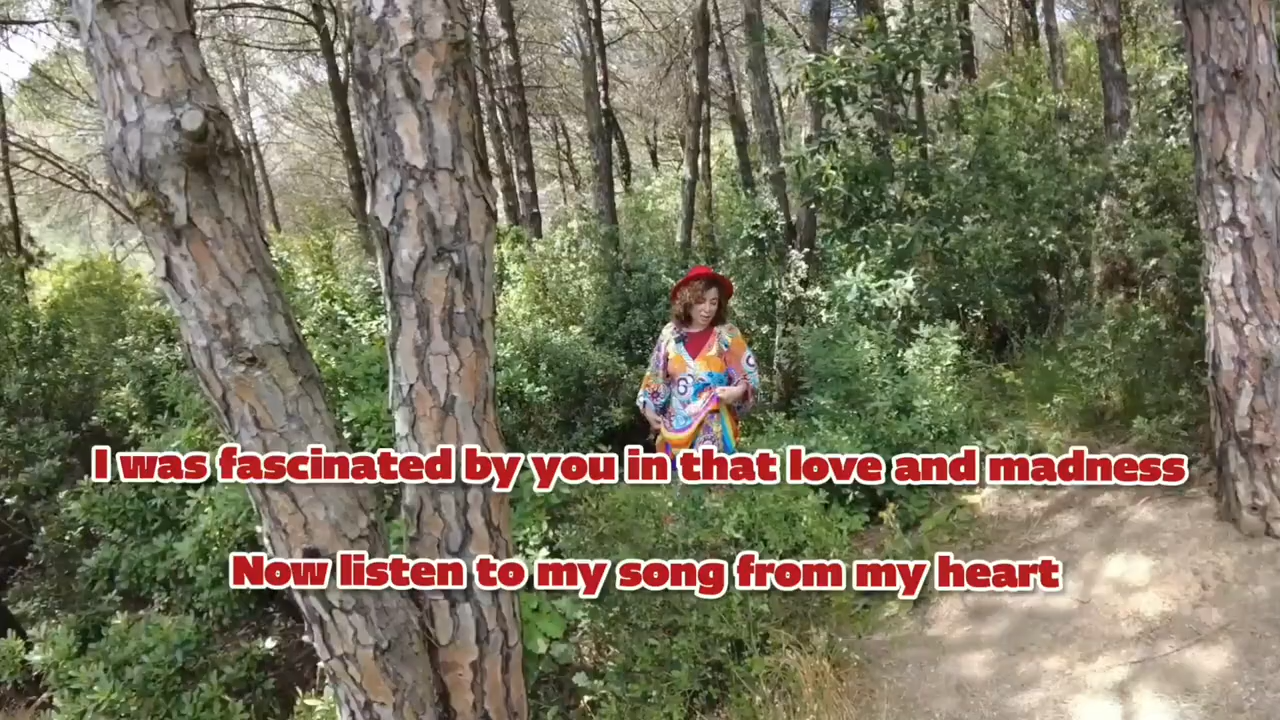 I was fascinated by you in that love and madness
Now listen to my song from my heart